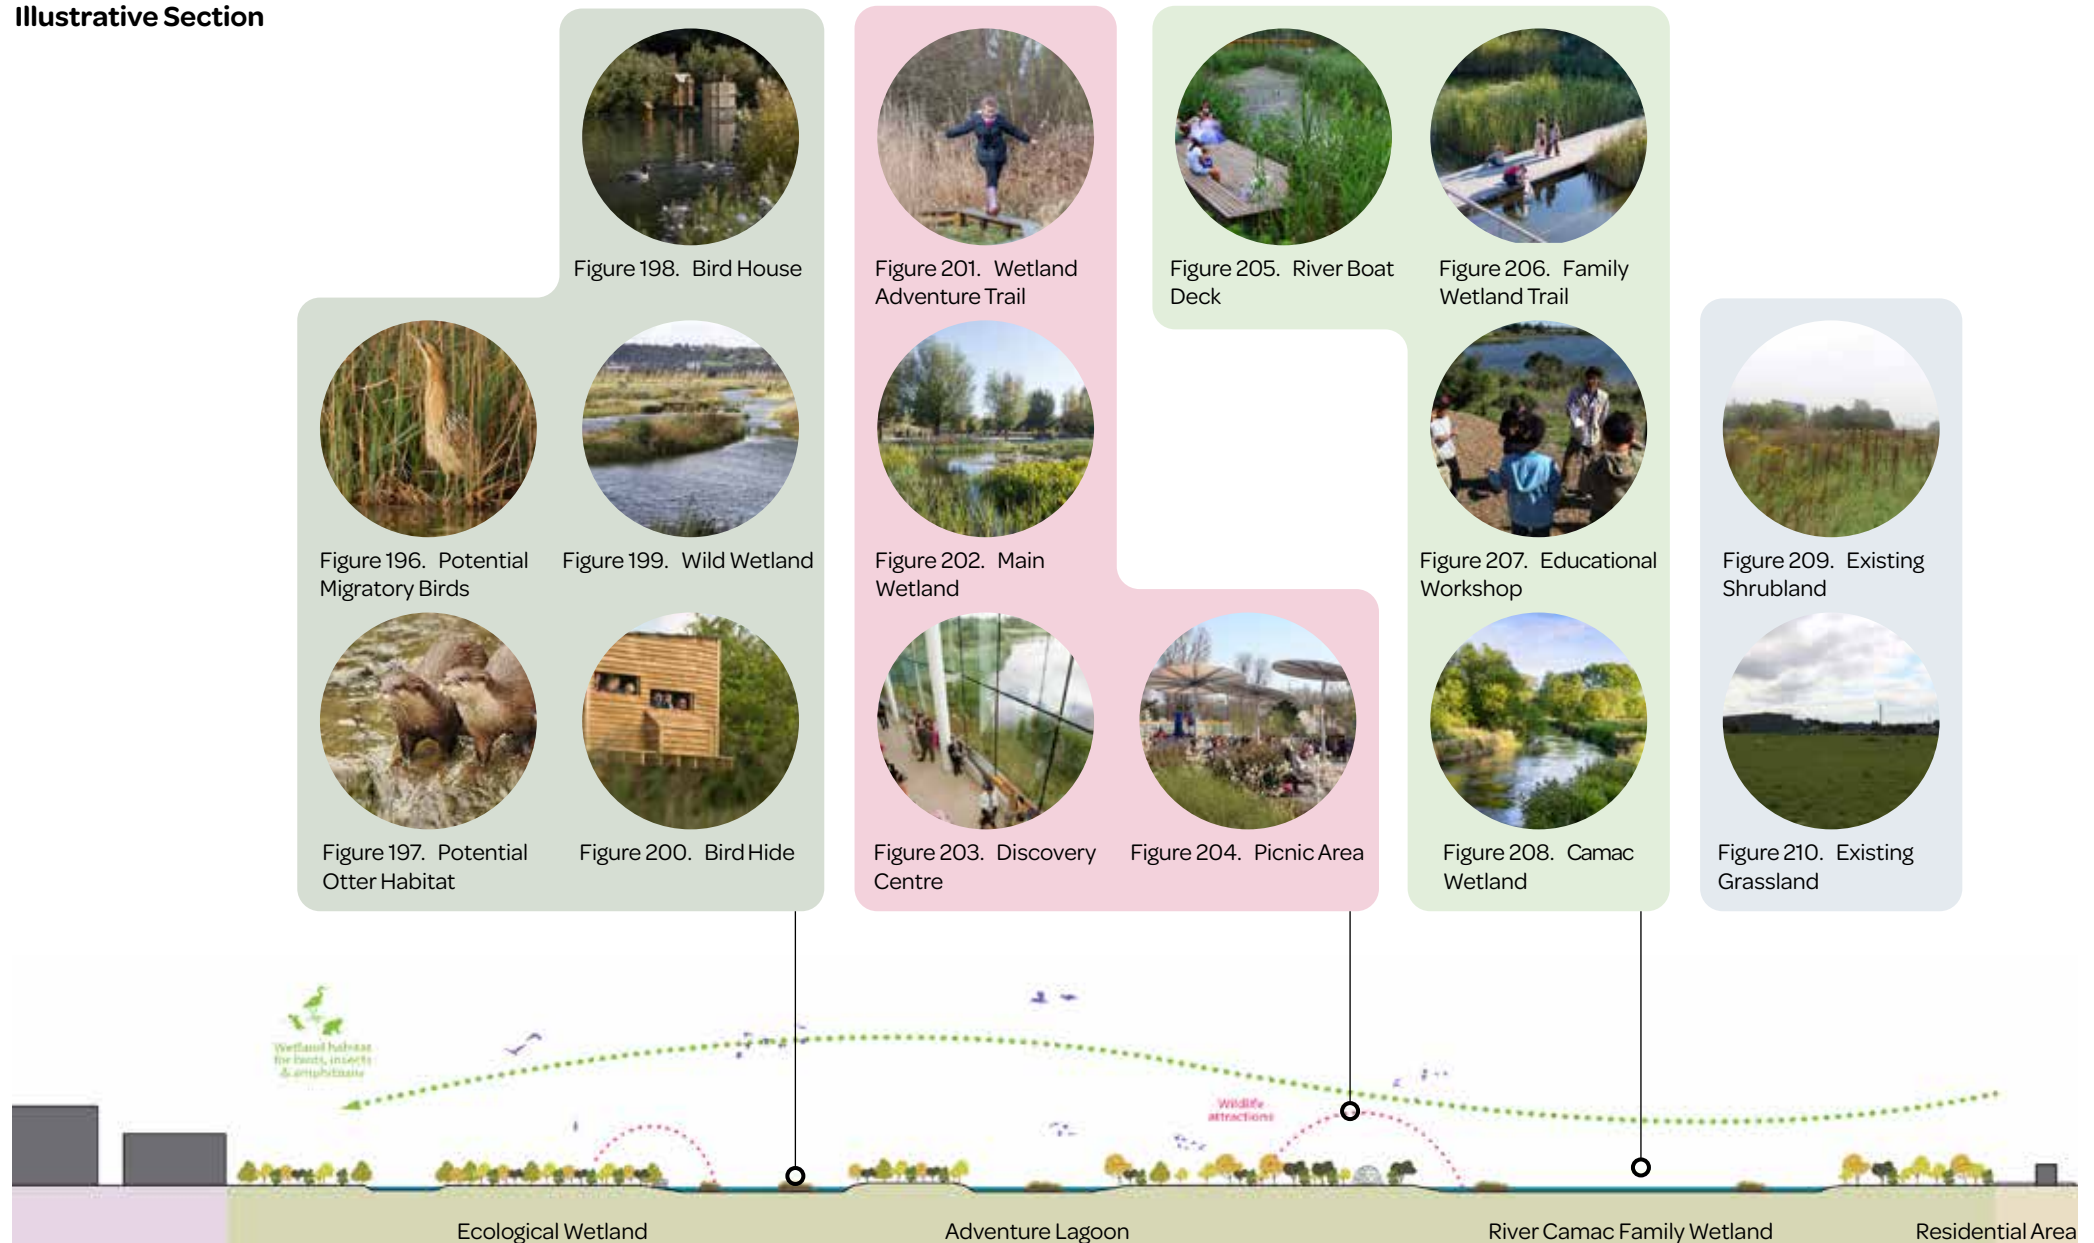 Illustrative Section
Figure 198. Bird House
Figure 201. Wetland
Adventure Trail
Figure 205. River Boat
Deck
Figure 206. Family
Wetland Trail
Figure 196. Potential
Migratory Birds
Figure 199. Wild Wetland
Figure 202. Main
Wetland
Figure 207. Educational
Workshop
Figure 209. Existing
Shrubland
Figure 197. Potential
Otter Habitat
Figure 200. Bird Hide
Figure 203. Discovery
Centre
Figure 204. Picnic Area
Figure 208. Camac
Wetland
Figure 210. Existing
Grassland
Wetland habitat
for birds, insects
& amphibians
Wildlife
attractions
Ecological Wetland
Adventure Lagoon
River Camac Family Wetland
Residential Area